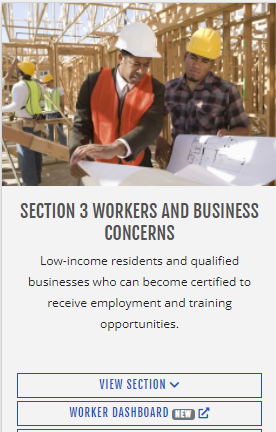 SECTION 3 WORKERS AND BUSINESS
CONCERNS
Low-income residents and qualified
businesses who can become certified to
receive employment and training
opportunities.
VIEW SECTION
WORKER DASHBOARD NEW